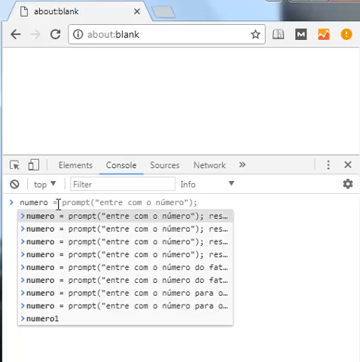 about:blank
about:blank
Elements Console Sources Network »
top Filter Info
> numero = prompt("entre com o número");
>numero = prompt("entre com o número"); res…
>numero = prompt("entre com o número"); res…
>numero = prompt("entre com o número"); res…
>numero = prompt("entre com o número"); res…
>numero = prompt("entre com o número do fat…
>numero = prompt("entre com o número do fat…
>numero = prompt("entre com o número para o…
>numero = prompt("entre com o número para o…
>numero1